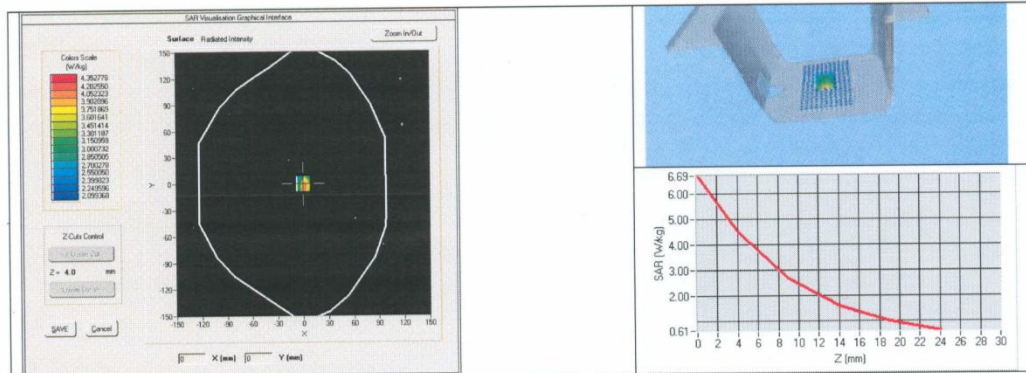 SAR Visualisation Graphical Interface
Surface Radiated Intensity
Zoom In/Out
Colors Scale
(W/kg)
4.352776
4.202550
4.052323
3.902096
3.751869
3.601641
3.451414
3.301187
3.150959
3.000732
2.850505
2.700278
2.550050
2.399823
2.249596
2.099368
150
120
90
60
30
0
-30
-60
-90
-120
-150
Y
-150 -120 -90 -60 -30 0 30 60 90 120 150
X
Z-Cuts Control
Z = 4.0 mm
SAVE Cancel
0 X (mm) 0 Y (mm)
SAR (W/kg)
6.69
6.00
5.00
4.00
3.00
2.00
0.61
0 2 4 6 8 10 12 14 16 18 20 22 24 26 28 30
Z (mm)